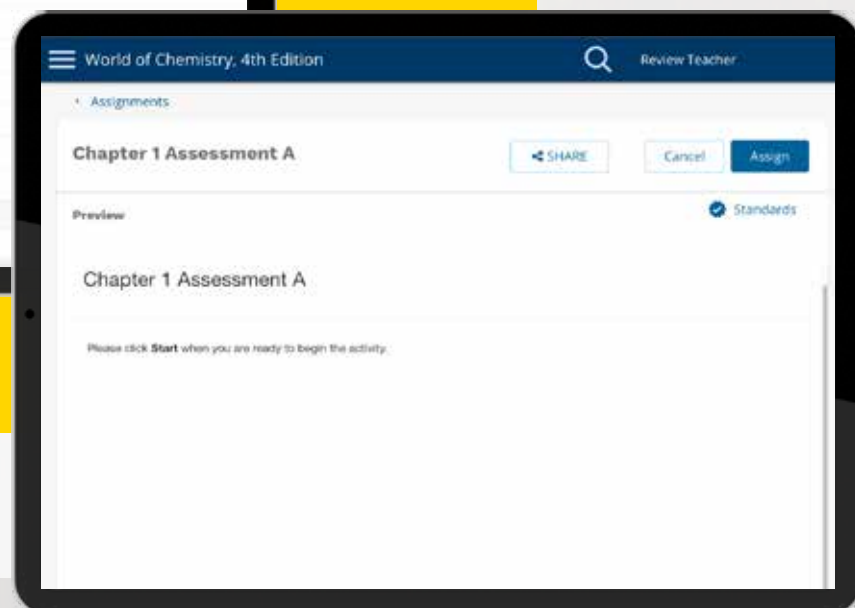 World of Chemistry, 4th Edition
Review Teacher
Assignments
Chapter 1 Assessment A
SHARE
Cancel
Assign
Preview
Standards
Chapter 1 Assessment A
Please click Start when you are ready to begin the activity.